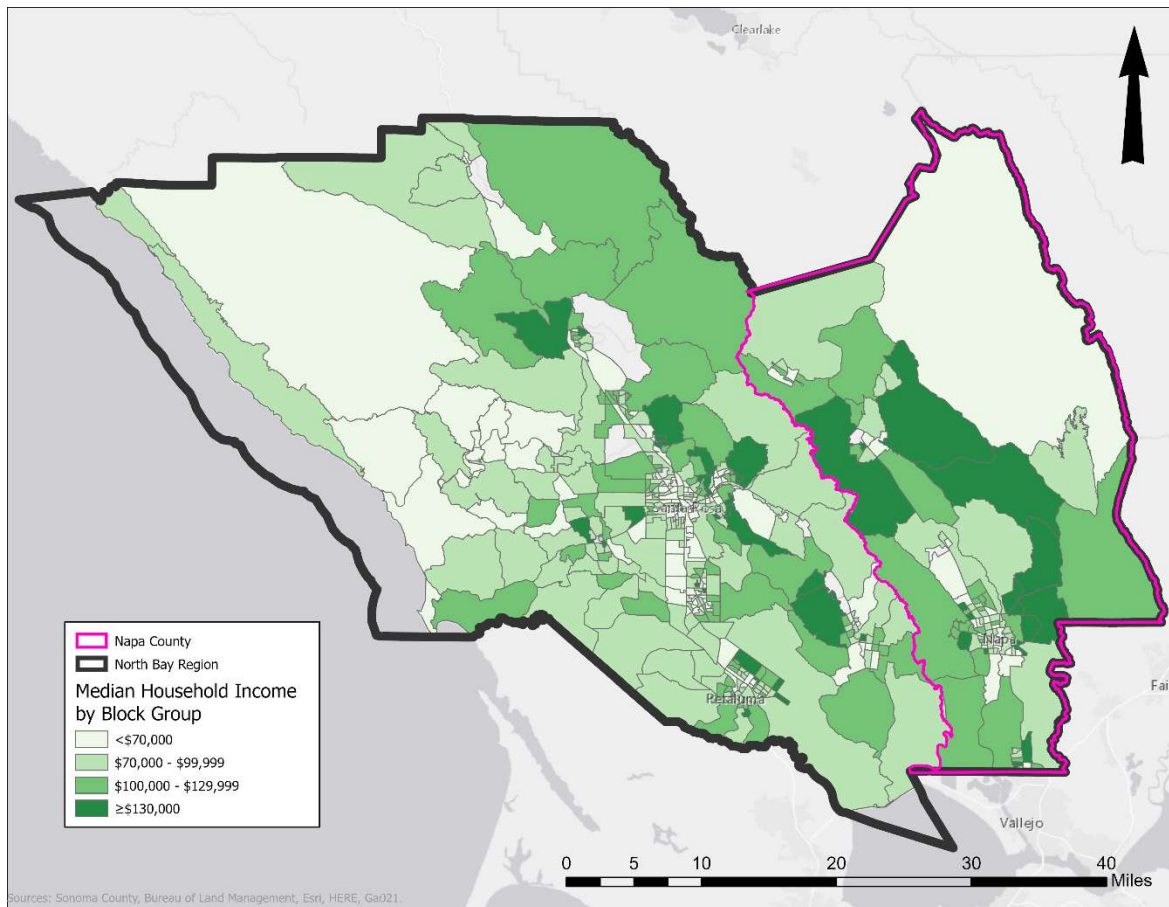 Clearlake
Santa Rosa
Napa
Petaluma
Fai
Vallejo
Napa County
North Bay Region
Median Household Income
by Block Group
<$70,000
$70,000 - $99,999
$100,000 - $129,999
≥$130,000
0 5 10 20 30 40
Miles
Sources: Sonoma County, Bureau of Land Management, Esri, HERE, Ga021.